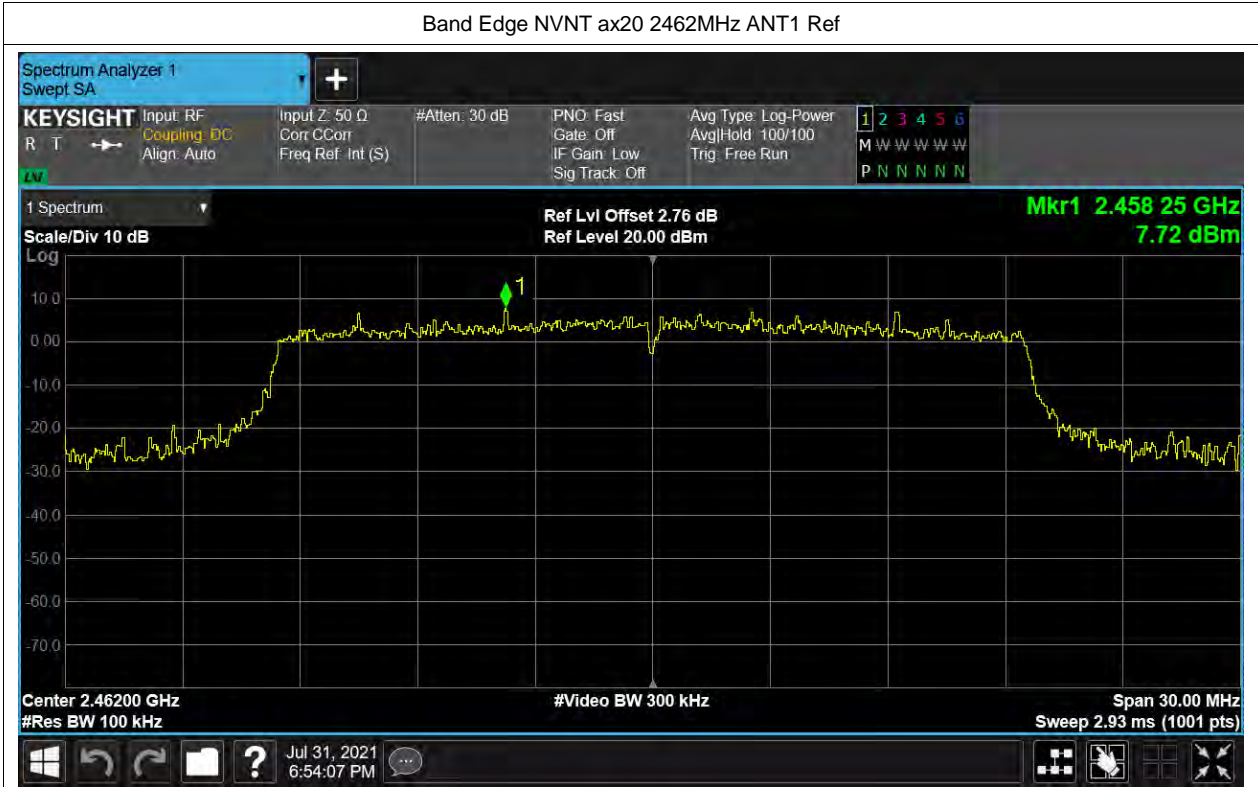 Band Edge NVNT ax20 2462MHz ANT1 Ref
Spectrum Analyzer 1
Swept SA
+
KEYSIGHT
R T
LXI
Input: RF
Coupling: DC
Align: Auto
Input Z: 50 Ω
Corr CCorr
Freq Ref: Int (S)
#Atten: 30 dB
PNO: Fast
Gate: Off
IF Gain: Low
Sig Track: Off
Avg Type: Log-Power
Avg|Hold: 100/100
Trig: Free Run
1 2 3 4 5 6
M W W W W W W
P N N N N N N
1 Spectrum
Scale/Div 10 dB
Ref Lvl Offset 2.76 dB
Ref Level 20.00 dBm
Mkr1 2.458 25 GHz
7.72 dBm
Log
1
10.0
0.00
-10.0
-20.0
-30.0
-40.0
-50.0
-60.0
-70.0
Center 2.46200 GHz
#Res BW 100 kHz
#Video BW 300 kHz
Span 30.00 MHz
Sweep 2.93 ms (1001 pts)
?
Jul 31, 2021
6:54:07 PM